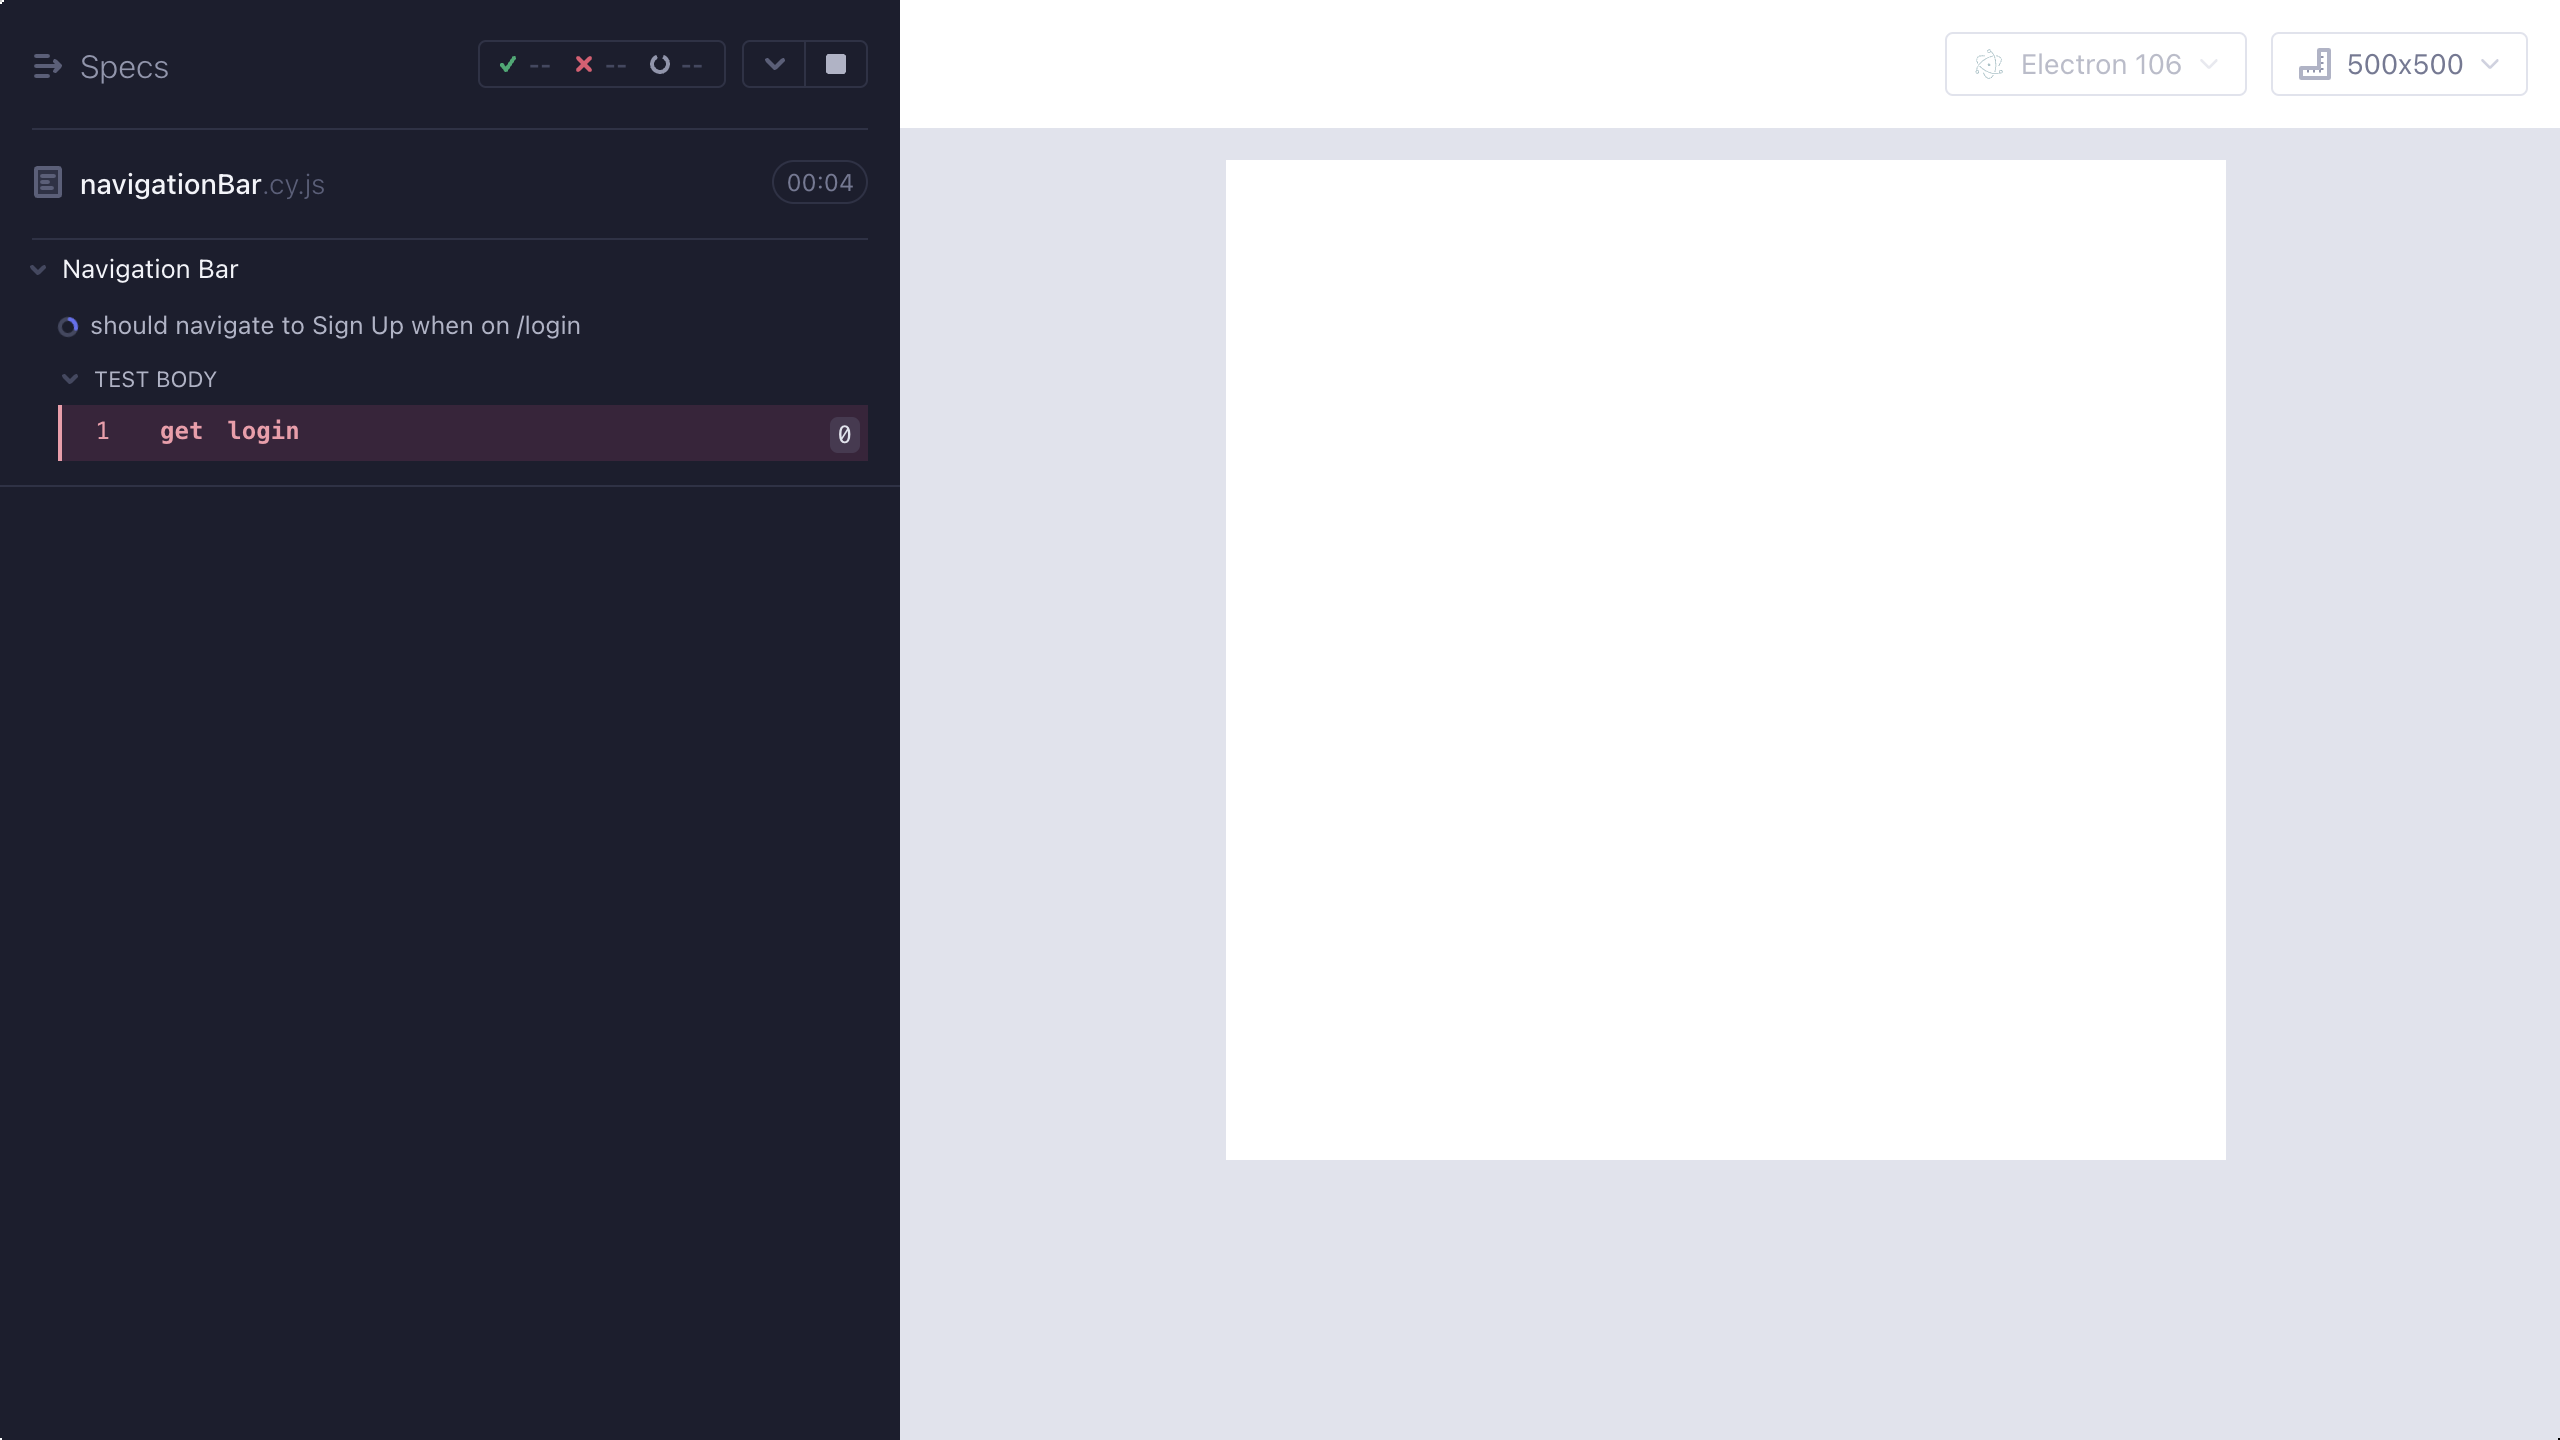 Specs
-- -- --
Electron 106
500x500
navigationBar.cy.js
00:04
Navigation Bar
should navigate to Sign Up when on /login
TEST BODY
1 get login 0